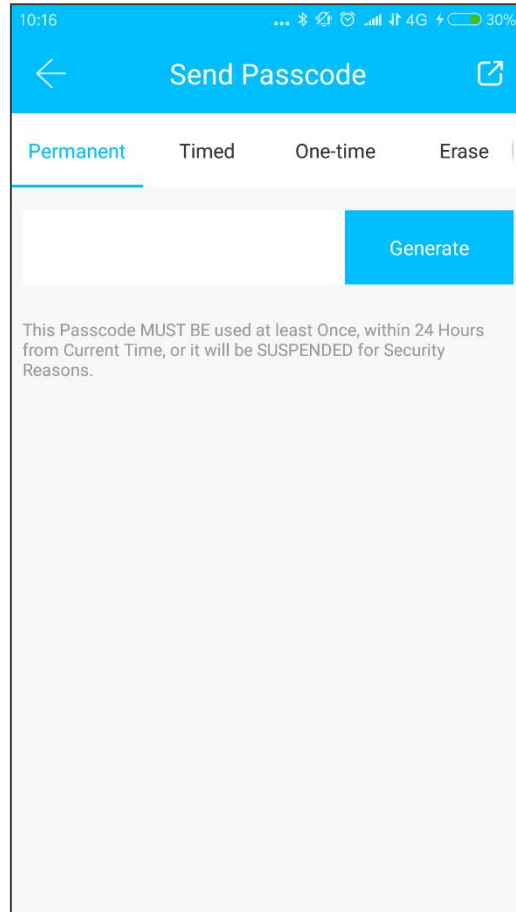 10:16 ... 4G 30%
Send Passcode
Permanent Timed One-time Erase
Generate
This Passcode MUST BE used at least Once, within 24 Hours
from Current Time, or it will be SUSPENDED for Security
Reasons.